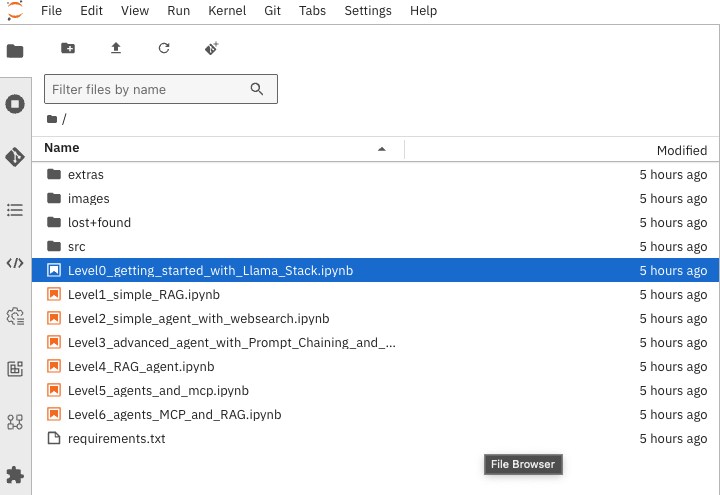 File Edit View Run Kernel Git Tabs Settings Help
Filter files by name
/
Name Modified
extras 5 hours ago
images 5 hours ago
lost+found 5 hours ago
src 5 hours ago
Level0_getting_started_with_Llama_Stack.ipynb 5 hours ago
Level1_simple_RAG.ipynb 5 hours ago
Level2_simple_agent_with_websearch.ipynb 5 hours ago
Level3_advanced_agent_with_Prompt_Chaining_and_... 5 hours ago
Level4_RAG_agent.ipynb 5 hours ago
Level5_agents_and_mcp.ipynb 5 hours ago
Level6_agents_MCP_and_RAG.ipynb 5 hours ago
requirements.txt 5 hours ago
File Browser